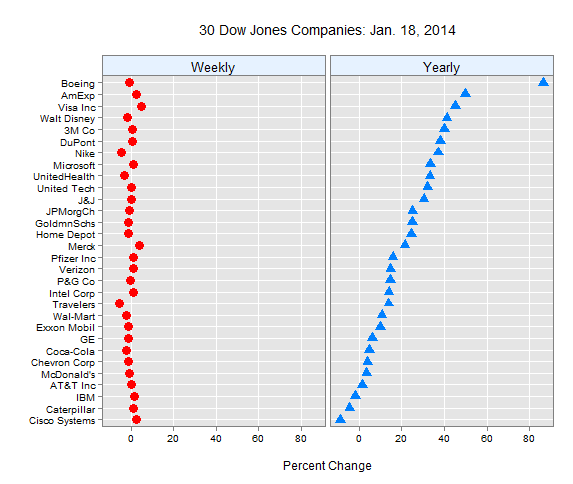 30 Dow Jones Companies: Jan. 18, 2014
Weekly
Yearly
Boeing
AmExp
Visa Inc
Walt Disney
3M Co
DuPont
Nike
Microsoft
UnitedHealth
United Tech
J&J
JPMorgCh
GoldmnSchs
Home Depot
Merck
Pfizer Inc
Verizon
P&G Co
Intel Corp
Travelers
Wal-Mart
Exxon Mobil
GE
Coca-Cola
Chevron Corp
McDonald's
AT&T Inc
IBM
Caterpillar
Cisco Systems
0 20 40 60 80
0 20 40 60 80
Percent Change